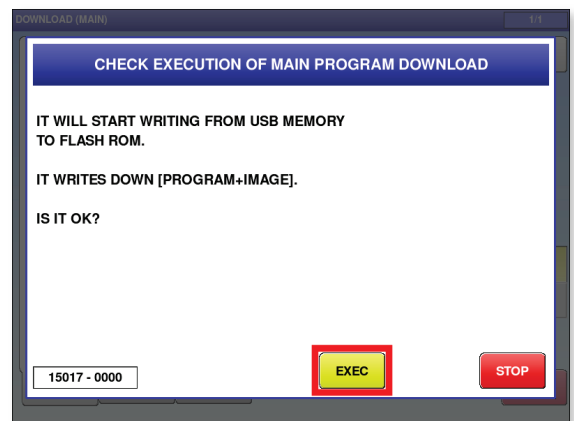 DOWNLOAD (MAIN) 1/1
CHECK EXECUTION OF MAIN PROGRAM DOWNLOAD
IT WILL START WRITING FROM USB MEMORY
TO FLASH ROM.
IT WRITES DOWN [PROGRAM+IMAGE].
IS IT OK?
15017 - 0000
EXEC
STOP